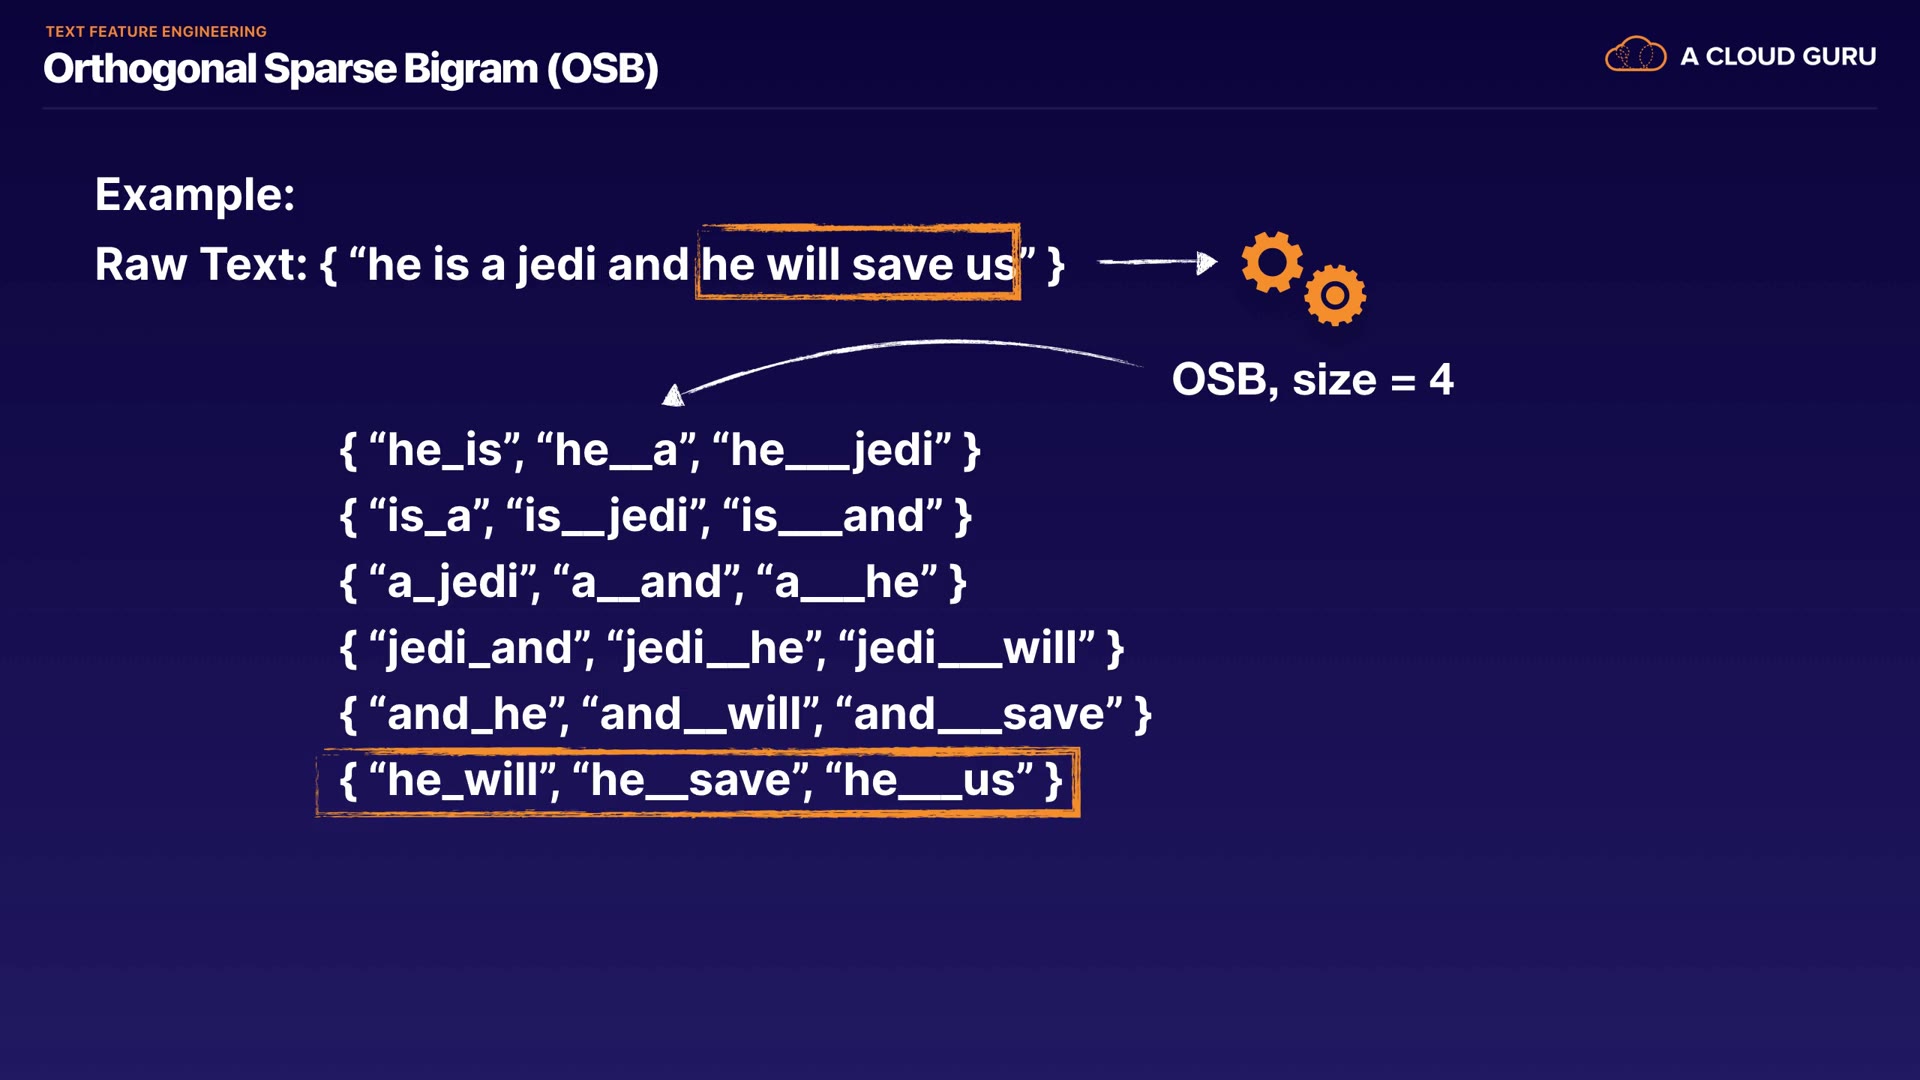 TEXT FEATURE ENGINEERING
Orthogonal Sparse Bigram (OSB)
A CLOUD GURU
Example:
Raw Text: { “he is a jedi and he will save us” }
OSB, size = 4
{ “he_is”, “he__a”, “he___jedi” }
{ “is_a”, “is__jedi”, “is___and” }
{ “a_jedi”, “a__and”, “a___he” }
{ “jedi_and”, “jedi__he”, “jedi___will” }
{ “and_he”, “and__will”, “and___save” }
{ “he_will”, “he__save”, “he___us” }